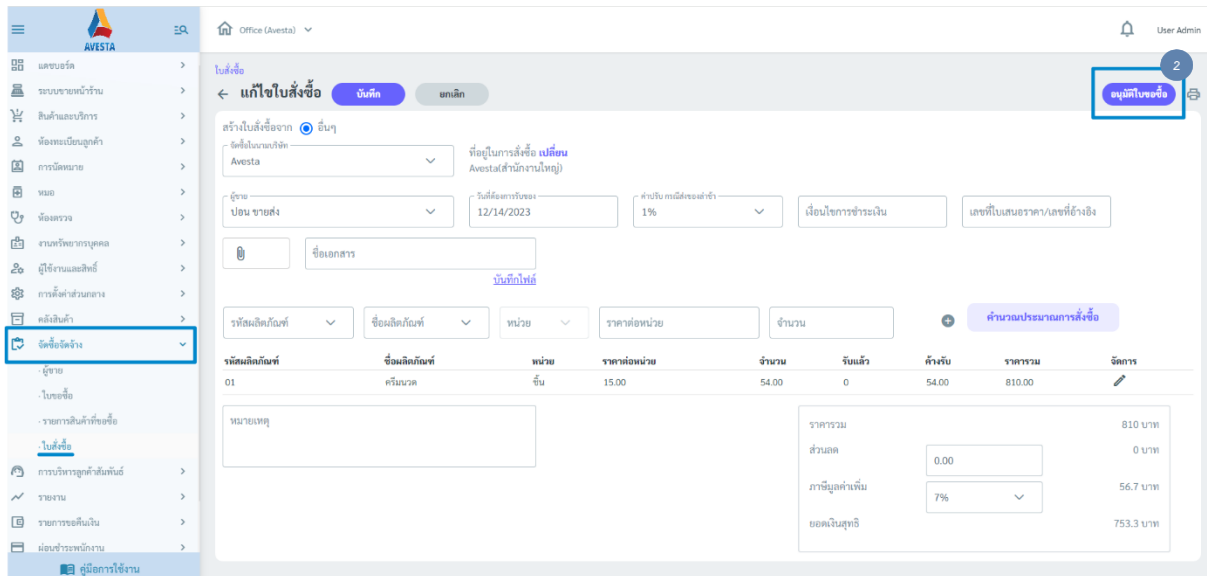 AVESTA
แดชบอร์ด
ระบบขายหน้าร้าน
สินค้าและบริการ
ห้องทะเบียนลูกค้า
การนัดหมาย
หมอ
ห้องตรวจ
งานทรัพยากรบุคคล
ผู้ใช้งานและสิทธิ์
การตั้งค่าส่วนกลาง
คลังสินค้า
จัดซื้อจัดจ้าง
· ผู้ขาย
· ใบขอซื้อ
· รายการสินค้าที่ขอซื้อ
· ใบสั่งซื้อ
การบริหารลูกค้าสัมพันธ์
รายงาน
รายการขอคืนเงิน
ผ่อนชำระพนักงาน
คู่มือการใช้งาน
Office (Avesta)
User Admin
ใบสั่งซื้อ
2
← แก้ไขใบสั่งซื้อ บันทึก ยกเลิก อนุมัติใบขอซื้อ
สร้างใบสั่งซื้อจาก อื่นๆ
จัดซื้อในนามบริษัท
Avesta
ที่อยู่ในการสั่งซื้อ เปลี่ยน
Avesta(สำนักงานใหญ่)
ผู้ขาย วันที่ต้องการรับของ ค่าปรับ กรณีส่งของล่าช้า
ปอน ขายส่ง 12/14/2023 1% เงื่อนไขการชำระเงิน เลขที่ใบเสนอราคา/เลขที่อ้างอิง
ชื่อเอกสาร
บันทึกไฟล์
รหัสผลิตภัณฑ์ ชื่อผลิตภัณฑ์ หน่วย ราคาต่อหน่วย จำนวน คำนวณประมาณการสั่งซื้อ
รหัสผลิตภัณฑ์ ชื่อผลิตภัณฑ์ หน่วย ราคาต่อหน่วย จำนวน รับแล้ว ค้างรับ ราคารวม จัดการ
01 ครีมนวด ชิ้น 15.00 54.00 0 54.00 810.00
หมายเหตุ
ราคารวม 810 บาท
ส่วนลด 0.00 0 บาท
ภาษีมูลค่าเพิ่ม 7% 56.7 บาท
ยอดเงินสุทธิ 753.3 บาท